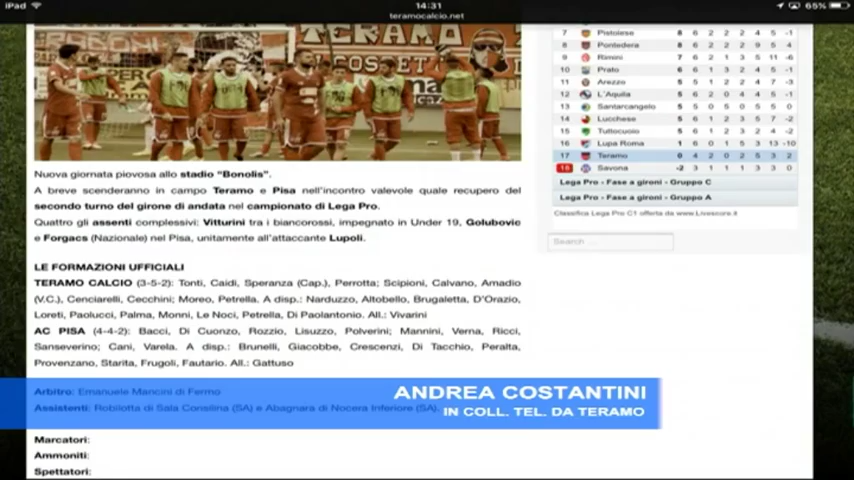 iPad
14:31
65%
teramocalcio.net
7 Pistoiese 8 6 2 2 2 4 5 -1
8 Pontedera 8 6 2 2 2 9 5 4
9 Rimini 7 6 2 1 3 5 11 -6
10 Prato 6 6 1 3 2 4 5 -1
11 Arezzo 5 5 1 2 2 4 7 -3
12 L'Aquila 5 6 2 0 4 4 5 -1
13 Santarcangelo 5 5 0 5 0 5 5 0
14 Lucchese 5 5 1 2 3 5 7 -2
15 Tuttocuoio 5 6 1 2 3 2 4 -2
16 Lupa Roma 1 6 0 1 5 3 13 -10
17 Teramo 0 4 2 0 2 5 3 2
18 Savona -2 3 1 1 1 3 3 0
Lega Pro - Fase a gironi - Gruppo C
Lega Pro - Fase a gironi - Gruppo A
Classifica Lega Pro C1 offerta da www.Livescore.it
Search ...
TERAMO
Nuova giornata piovosa allo stadio “Bonolis”.
A breve scenderanno in campo Teramo e Pisa nell'incontro valevole quale recupero del
secondo turno del girone di andata nel campionato di Lega Pro.
Quattro gli assenti complessivi: Vitturini tra i biancorossi, impegnato in Under 19, Golubovic
e Forgacs (Nazionale) nel Pisa, unitamente all'attaccante Lupoli.
LE FORMAZIONI UFFICIALI
TERAMO CALCIO (3-5-2): Tonti, Caidi, Speranza (Cap.), Perrotta; Scipioni, Calvano, Amadio
(V.C.), Cenciarelli, Cecchini; Moreo, Petrella. A disp.: Narduzzo, Altobello, Brugaletta, D'Orazio,
Loreti, Paolucci, Palma, Monni, Le Noci, Petrella, Di Paolantonio. All.: Vivarini
AC PISA (4-4-2): Bacci, Di Cuonzo, Rozzio, Lisuzzo, Polverini; Mannini, Verna, Ricci,
Sanseverino; Cani, Varela. A disp.: Brunelli, Giacobbe, Crescenzi, Di Tacchio, Peralta,
Provenzano, Starita, Frugoli, Fautario. All.: Gattuso
Arbitro: Emanuele Mancini di Fermo
Assistenti: Robilotta di Sala Consilina (SA) e Abagnara di Nocera Inferiore (SA).
ANDREA COSTANTINI
IN COLL. TEL. DA TERAMO
Marcatori:
Ammoniti:
Spettatori: